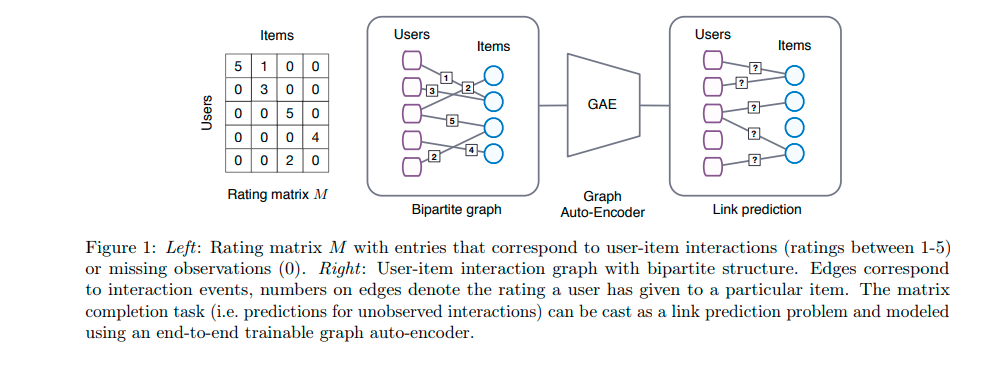 Items
Users
5 1 0 0
0 3 0 0
0 0 5 0
0 0 0 4
0 0 2 0
Rating matrix M
Users
Items
1
3
2
5
4
2
Bipartite graph
GAE
Graph
Auto-Encoder
Users
Items
?
?
?
?
?
Link prediction
Figure 1: Left: Rating matrix M with entries that correspond to user-item interactions (ratings between 1-5)
or missing observations (0). Right: User-item interaction graph with bipartite structure. Edges correspond
to interaction events, numbers on edges denote the rating a user has given to a particular item. The matrix
completion task (i.e. predictions for unobserved interactions) can be cast as a link prediction problem and modeled
using an end-to-end trainable graph auto-encoder.